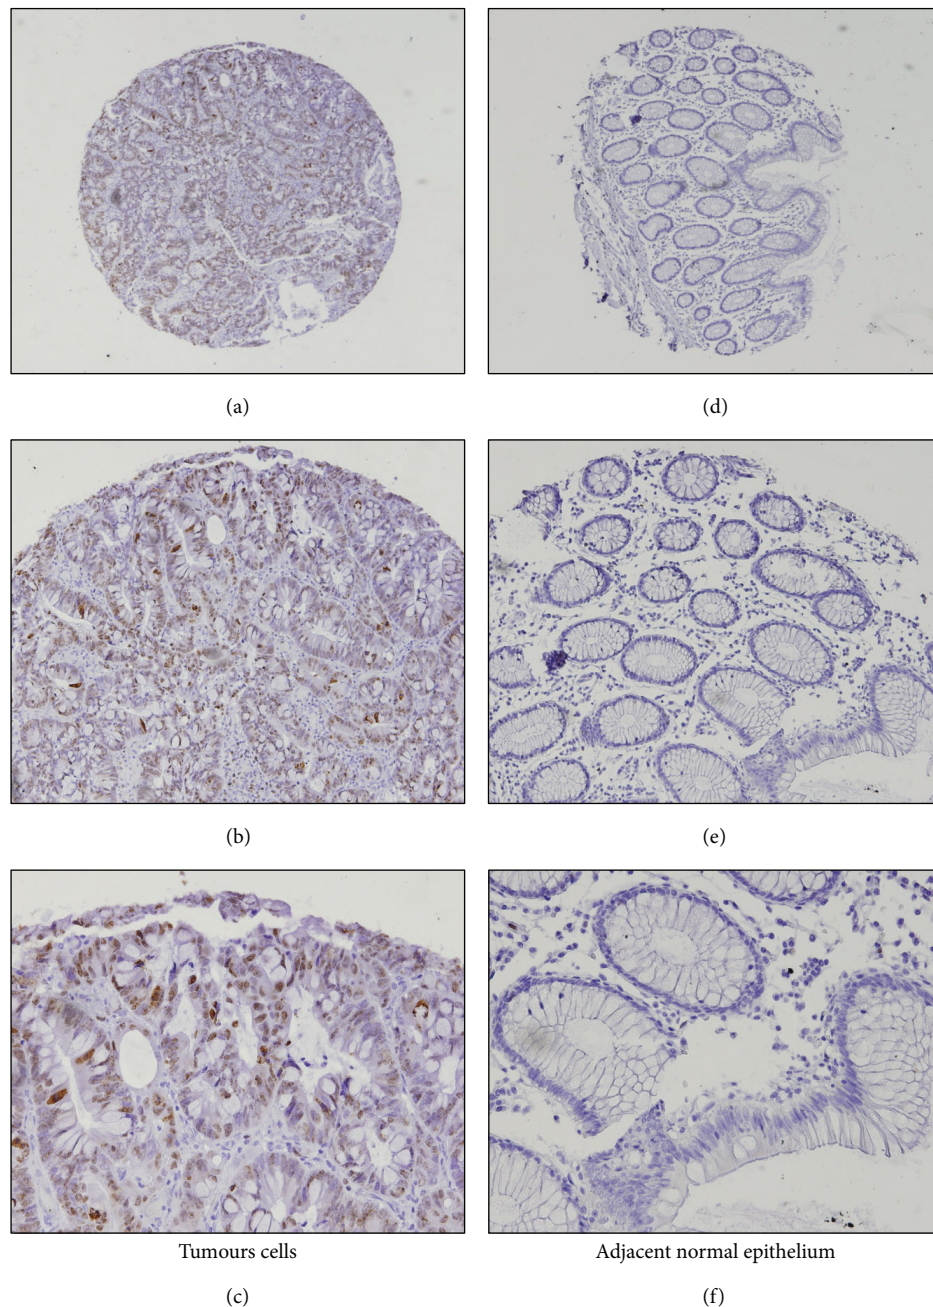 (a)
(d)
(b)
(e)
Tumours cells
Adjacent normal epithelium
(c)
(f)